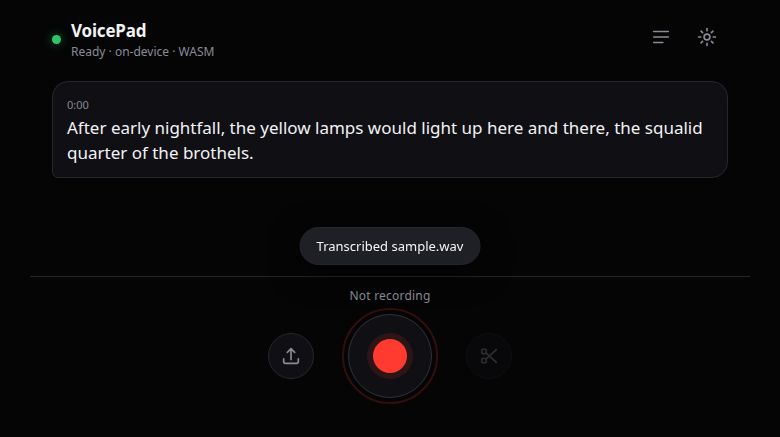 VoicePad
Ready · on-device · WASM
0:00
After early nightfall, the yellow lamps would light up here and there, the squalid
quarter of the brothels.
Transcribed sample.wav
Not recording